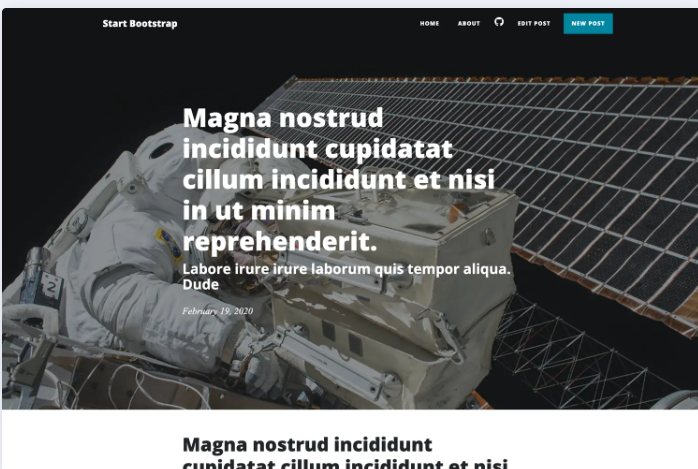 Start Bootstrap
HOME ABOUT EDIT POST NEW POST
Magna nostrud
incididunt cupidatat
cillum incididunt et nisi
in ut minim
reprehenderit.
Labore irure irure laborum quis tempor aliqua.
Dude
February 19, 2020
2
Magna nostrud incididunt
cupidatat cillum incididunt et nisi